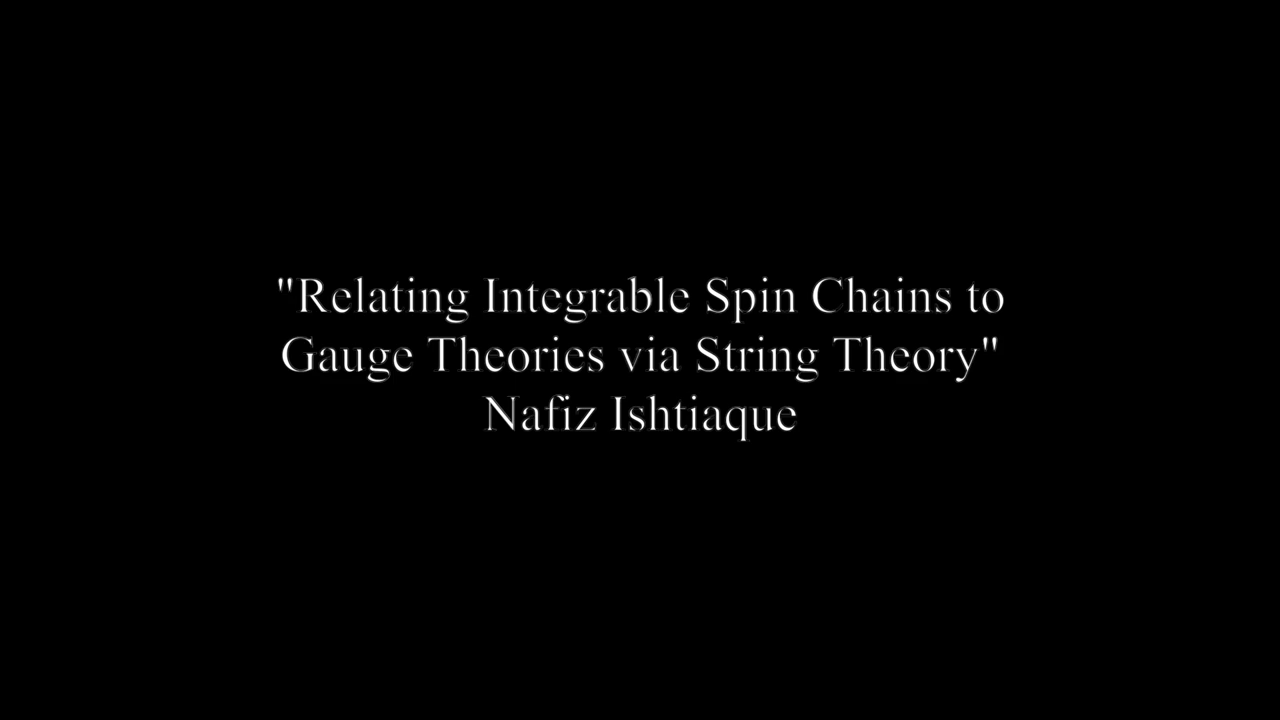 "Relating Integrable Spin Chains to
Gauge Theories via String Theory"
Nafiz Ishtiaque